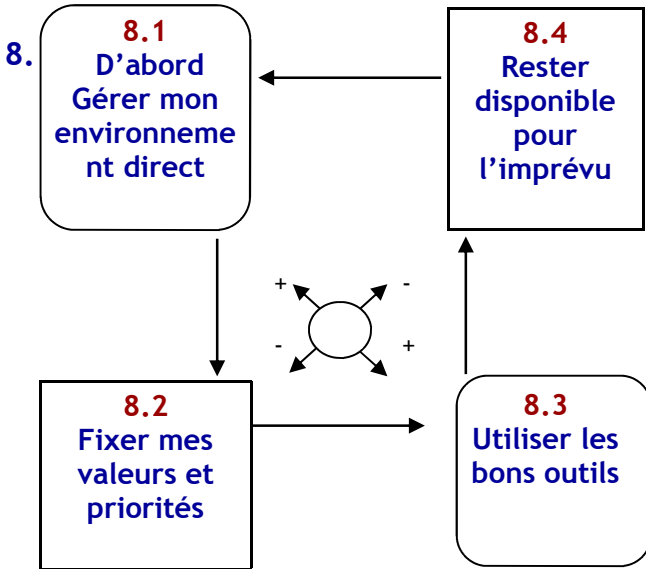 8.
8.1
D’abord
Gérer mon
environneme
nt direct
8.4
Rester
disponible
pour
l’imprévu
+
-
-
+
8.2
Fixer mes
valeurs et
priorités
8.3
Utiliser les
bons outils